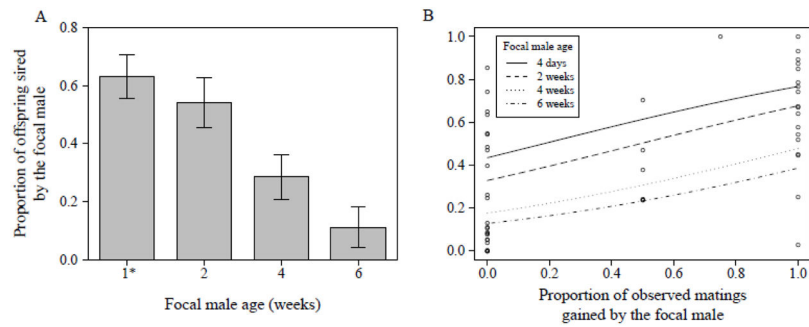 A
Proportion of offspring sired
by the focal male
0.8
0.6
0.4
0.2
0.0
1* 2 4 6
Focal male age (weeks)
B
1.0
0.8
0.6
0.4
0.2
0.0
Focal male age
4 days
2 weeks
4 weeks
6 weeks
0.0 0.2 0.4 0.6 0.8 1.0
Proportion of observed matings
gained by the focal male